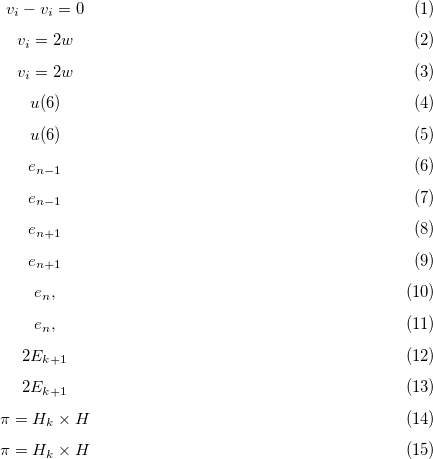 v_i − v_i = 0 (1)
v_i = 2w (2)
v_i = 2w (3)
u(6) (4)
u(6) (5)
e_{n−1} (6)
e_{n−1} (7)
e_{n+1} (8)
e_{n+1} (9)
e_n, (10)
e_n, (11)
2E_{k+1} (12)
2E_{k+1} (13)
π = H_k × H (14)
π = H_k × H (15)